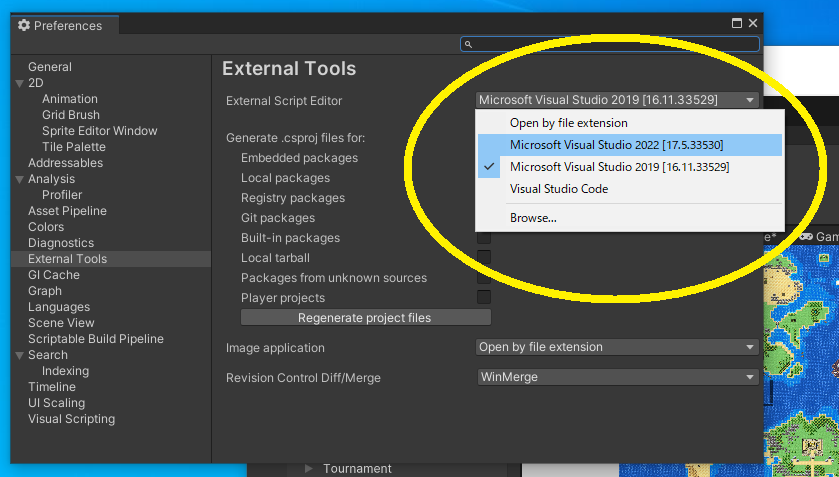 Preferences
General
2D
Animation
Grid Brush
Sprite Editor Window
Tile Palette
Addressables
Analysis
Profiler
Asset Pipeline
Colors
Diagnostics
External Tools
GI Cache
Graph
Languages
Scene View
Scriptable Build Pipeline
Search
Indexing
Timeline
UI Scaling
Visual Scripting
External Tools
External Script Editor
Microsoft Visual Studio 2019 [16.11.33529]
Open by file extension
Microsoft Visual Studio 2022 [17.5.33530]
Microsoft Visual Studio 2019 [16.11.33529]
Visual Studio Code
Browse...
Generate .csproj files for:
Embedded packages
Local packages
Registry packages
Git packages
Built-in packages
Local tarball
Packages from unknown sources
Player projects
Regenerate project files
Image application
Open by file extension
Revision Control Diff/Merge
WinMerge
e*
Gam
Tournament